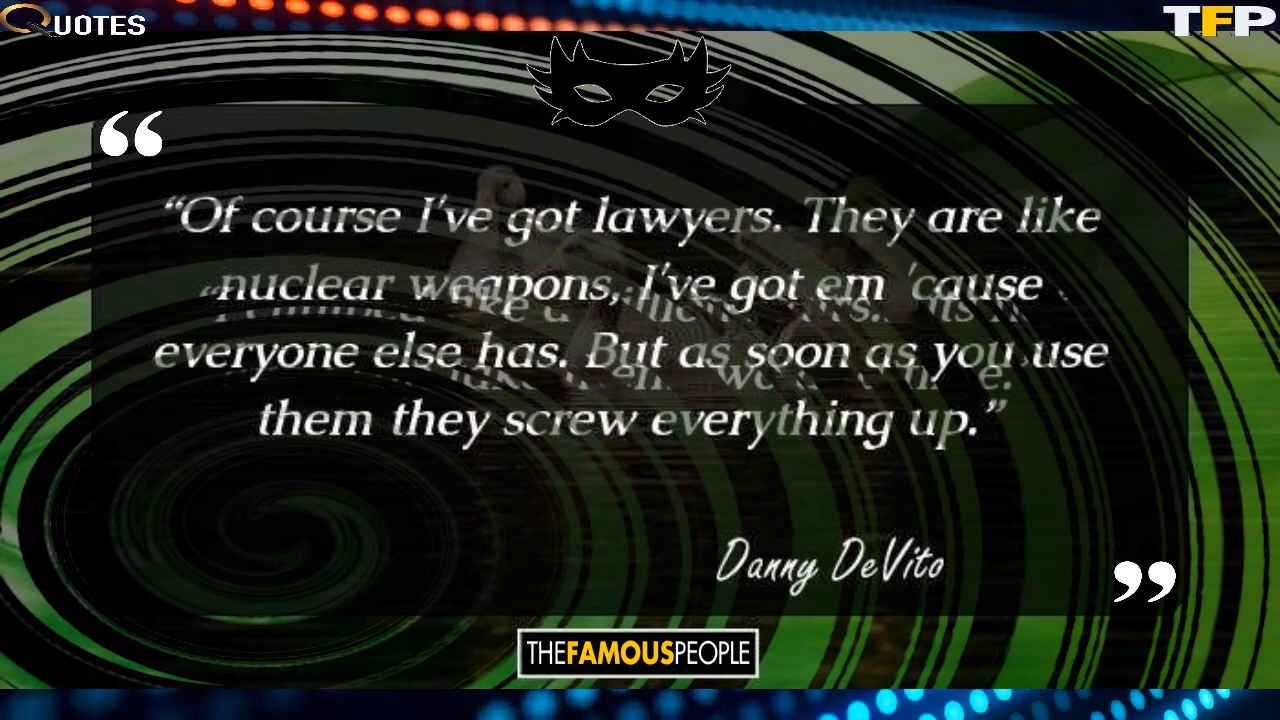 QUOTES
TFP
“Of course I've got lawyers. They are like
nuclear weapons, I've got em 'cause
everyone else has. But as soon as you use
them they screw everything up.”
Danny DeVito
THEFAMOUSPEOPLE